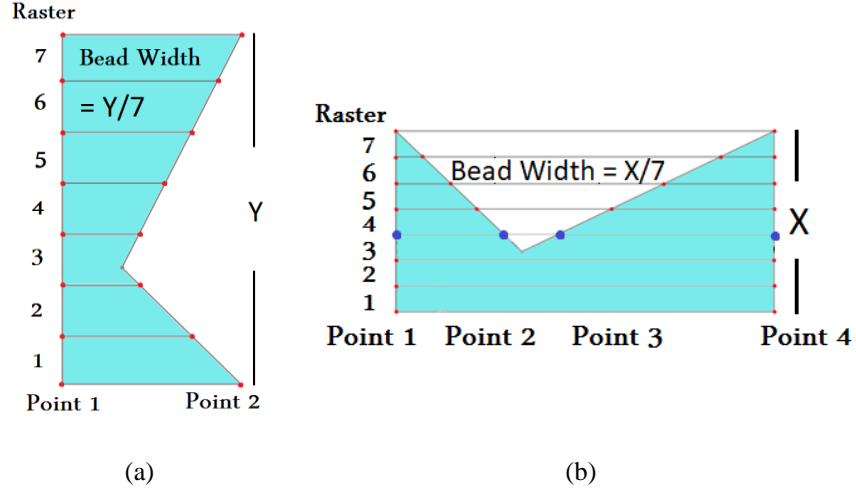 Raster
7 Bead Width
6 = Y/7
5
4 Y
3
2
1
Point 1 Point 2
(a)
Raster
7
6 Bead Width = X/7
5
4 X
3
2
1
Point 1 Point 2 Point 3 Point 4
(b)